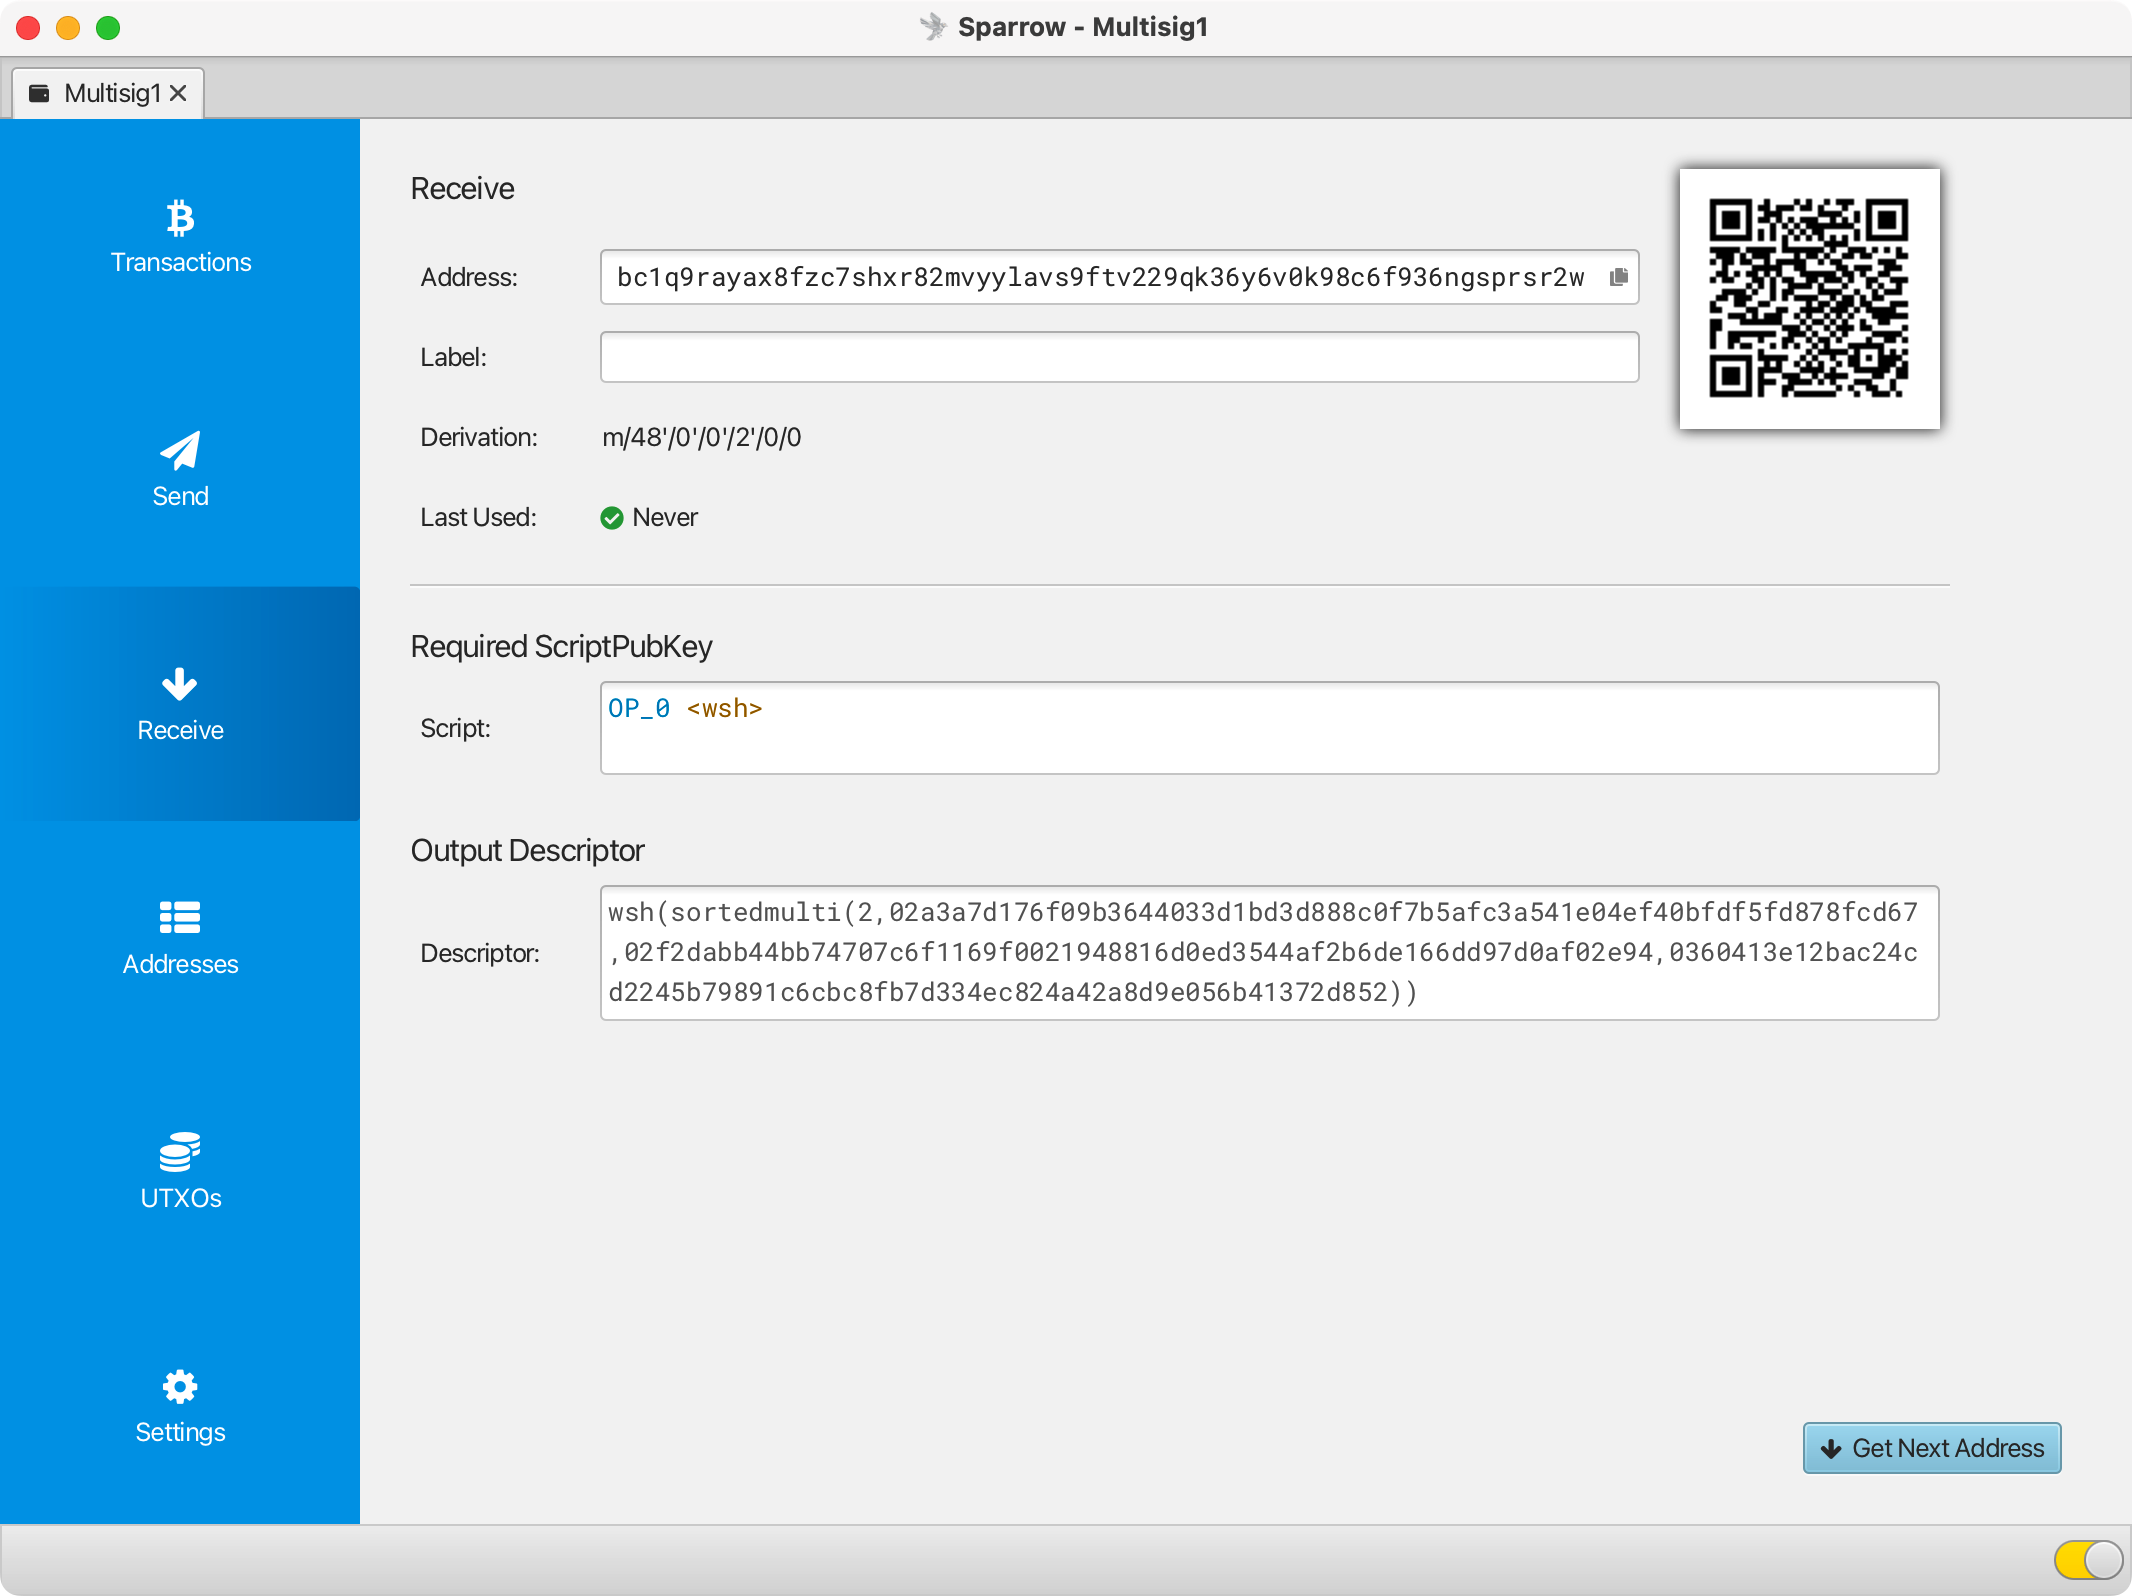 Sparrow - Multisig1
Multisig1
Transactions
Send
Receive
Addresses
UTXOs
Settings
Receive
Address: bc1q9rayax8fzc7shxr82mvyylavs9ftv229qk36y6v0k98c6f936ngsprsr2w
Label:
Derivation: m/48'/0'/0'/2'/0/0
Last Used: Never
Required ScriptPubKey
Script: OP_0 <wsh>
Output Descriptor
Descriptor:
wsh(sortedmulti(2,02a3a7d176f09b3644033d1bd3d888c0f7b5afc3a541e04ef40bfdf5fd878fcd67
,02f2dabb44bb74707c6f1169f0021948816d0ed3544af2b6de166dd97d0af02e94,0360413e12bac24c
d2245b79891c6cbc8fb7d334ec824a42a8d9e056b41372d852))
Get Next Address